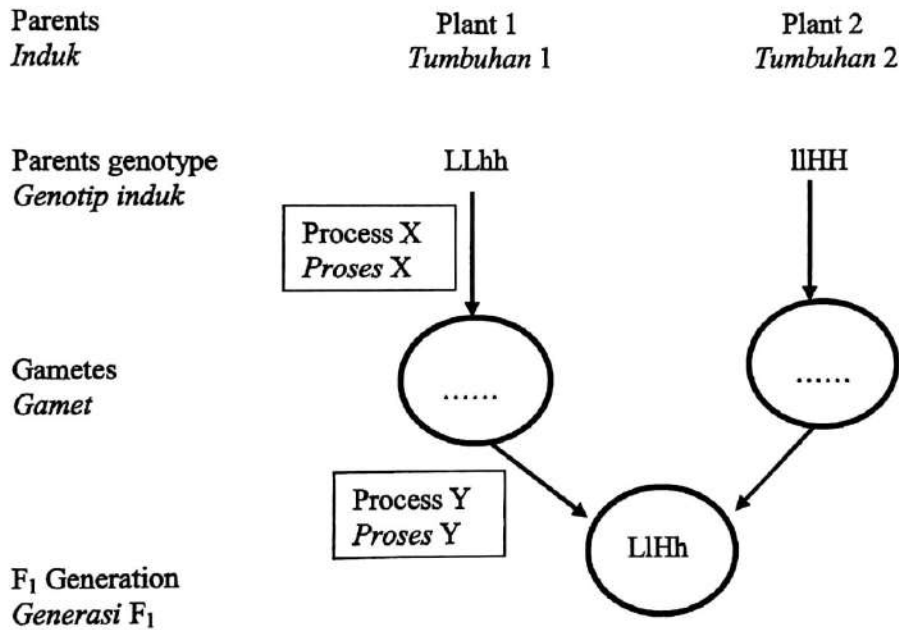 Parents
Induk
Plant 1
Tumbuhan 1
Plant 2
Tumbuhan 2
Parents genotype
Genotip induk
LLhh
llHH
Process X
Proses X
Gametes
Gamet
......
......
Process Y
Proses Y
LlHh
F₁ Generation
Generasi F₁